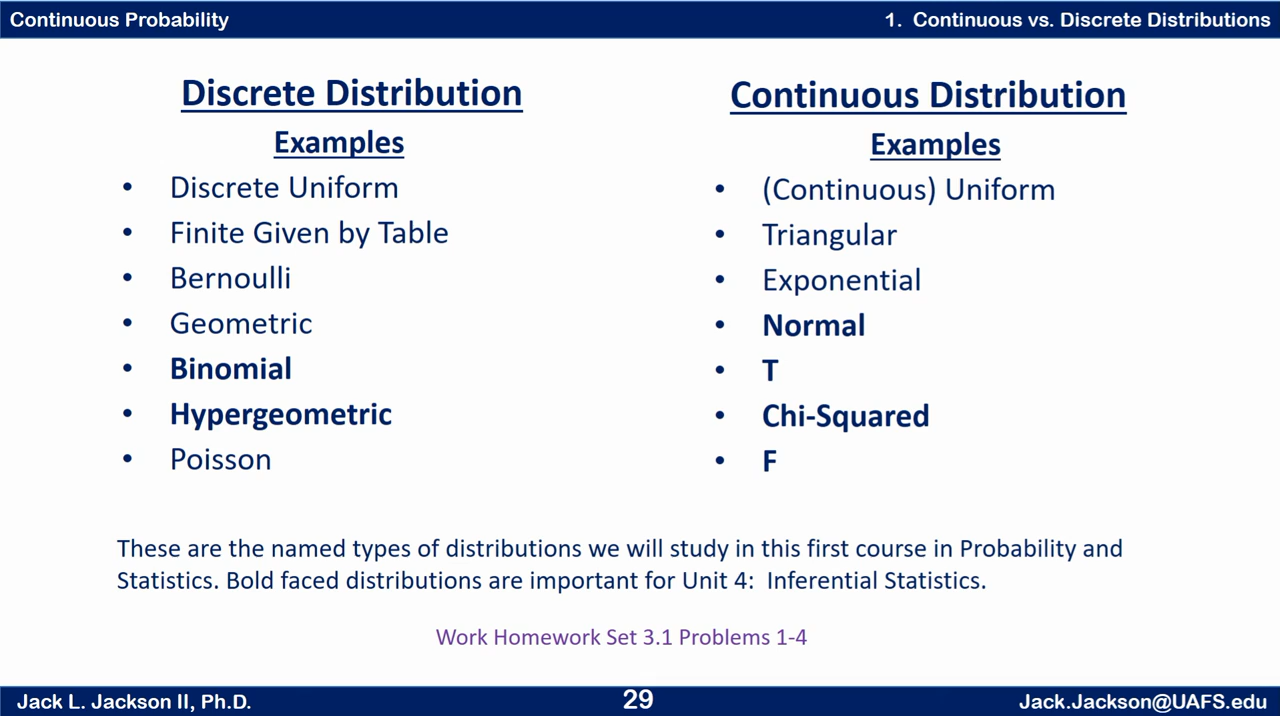 Continuous Probability
1. Continuous vs. Discrete Distributions
Discrete Distribution
Examples
• Discrete Uniform
• Finite Given by Table
• Bernoulli
• Geometric
• Binomial
• Hypergeometric
• Poisson
Continuous Distribution
Examples
• (Continuous) Uniform
• Triangular
• Exponential
• Normal
• T
• Chi-Squared
• F
These are the named types of distributions we will study in this first course in Probability and
Statistics. Bold faced distributions are important for Unit 4: Inferential Statistics.
Work Homework Set 3.1 Problems 1-4
Jack L. Jackson II, Ph.D.
29
Jack.Jackson@UAFS.edu